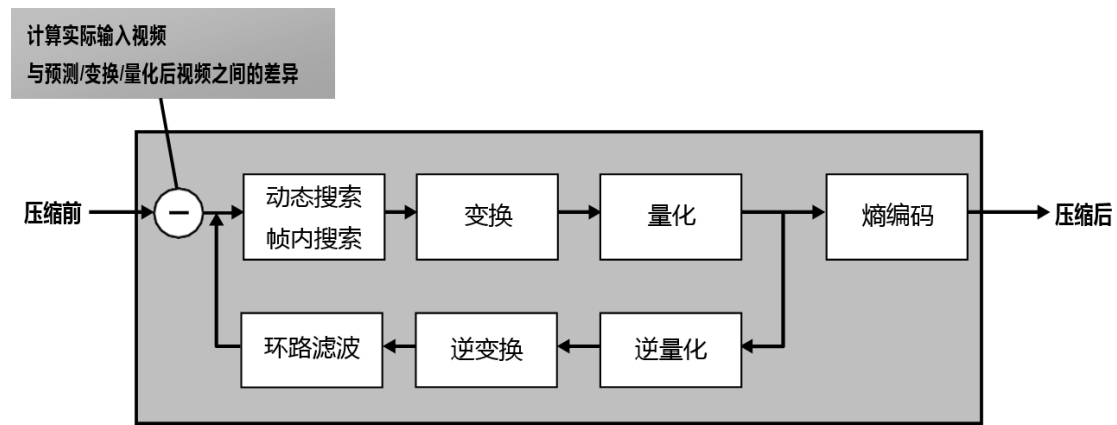 计算实际输入视频
与预测/变换/量化后视频之间的差异
压缩前
−
动态搜索
帧内搜索
变换
量化
熵编码
压缩后
环路滤波
逆变换
逆量化